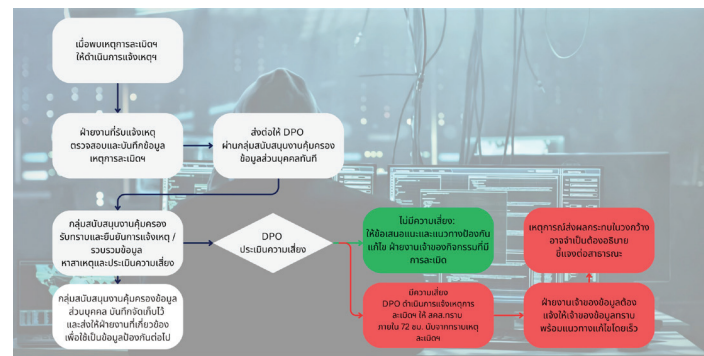 เมื่อพบเหตุการละเมิดฯ
ให้ดำเนินการแจ้งเหตุฯ
ฝ่ายงานที่รับแจ้งเหตุ
ตรวจสอบและบันทึกข้อมูล
เหตุการละเมิดฯ
ส่งต่อให้ DPO
ผ่านกลุ่มสนับสนุนงานคุ้มครอง
ข้อมูลส่วนบุคคลทันที
กลุ่มสนับสนุนงานคุ้มครอง
รับทราบและยืนยันการแจ้งเหตุ /
รวบรวมข้อมูล
หาสาเหตุและประเมินความเสี่ยง
DPO
ประเมินความเสี่ยง
ไม่มีความเสี่ยง:
ให้ข้อเสนอแนะและแนวทางป้องกัน
แก้ไข ฝ่ายงานเจ้าของกิจกรรมที่มี
การละเมิด
เหตุการณ์ส่งผลกระทบในวงกว้าง
อาจจำเป็นต้องอธิบาย
ชี้แจงต่อสาธารณะ
กลุ่มสนับสนุนงานคุ้มครองข้อมูล
ส่วนบุคคล บันทึกจัดเก็บไว้
และส่งให้ฝ่ายงานที่เกี่ยวข้อง
เพื่อใช้เป็นข้อมูลป้องกันต่อไป
มีความเสี่ยง
DPO ดำเนินการแจ้งเหตุการ
ละเมิดฯ ให้ สคส.ทราบ
ภายใน 72 ชม. นับจากทราบเหตุ
ละเมิดฯ
ฝ่ายงานเจ้าของข้อมูลต้อง
แจ้งให้เจ้าของข้อมูลทราบ
พร้อมแนวทางแก้ไขโดยเร็ว